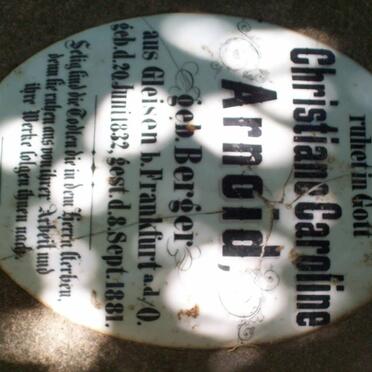 ruhet in Gott
Christiane Caroline
Arnold,
geb. Berger
aus Gleisen b. Frankfurt a.d/O.
geb. d. 20. Juni 1832, gest. d. 8. Sept. 1881.
Selig sind die Todten die in dem Herrn sterben,
denn sie ruhen aus von ihrer Arbeit und
ihre Werke folgen ihnen nach.